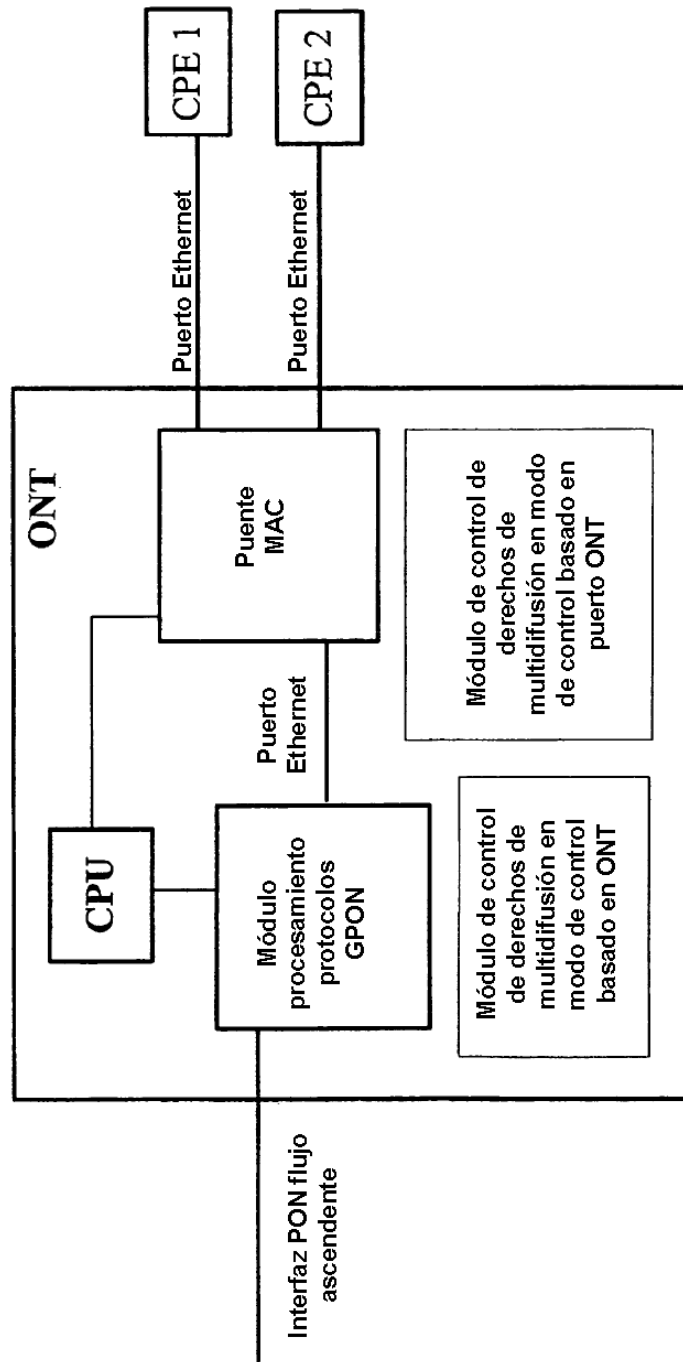 ONT
CPU
Interfaz PON flujo
ascendente
Módulo
procesamiento
protocolos
GPON
Puerto
Ethernet
Puente
MAC
Puerto Ethernet
CPE 1
Puerto Ethernet
CPE 2
Módulo de control
de derechos de
multidifusión en
modo de control
basado en ONT
Módulo de control de
derechos de
multidifusión en modo
de control basado en
puerto ONT